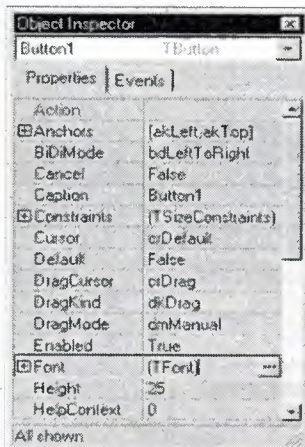 Object Inspector
Button1 TButton
Properties Events
Action
Anchors [akLeft,akTop]
BiDiMode bdLeftToRight
Cancel False
Caption Button1
Constraints (TSizeConstraints)
Cursor crDefault
Default False
DragCursor crDrag
DragKind dkDrag
DragMode dmManual
Enabled True
Font (TFont) ...
Height 25
HelpContext 0
All shown